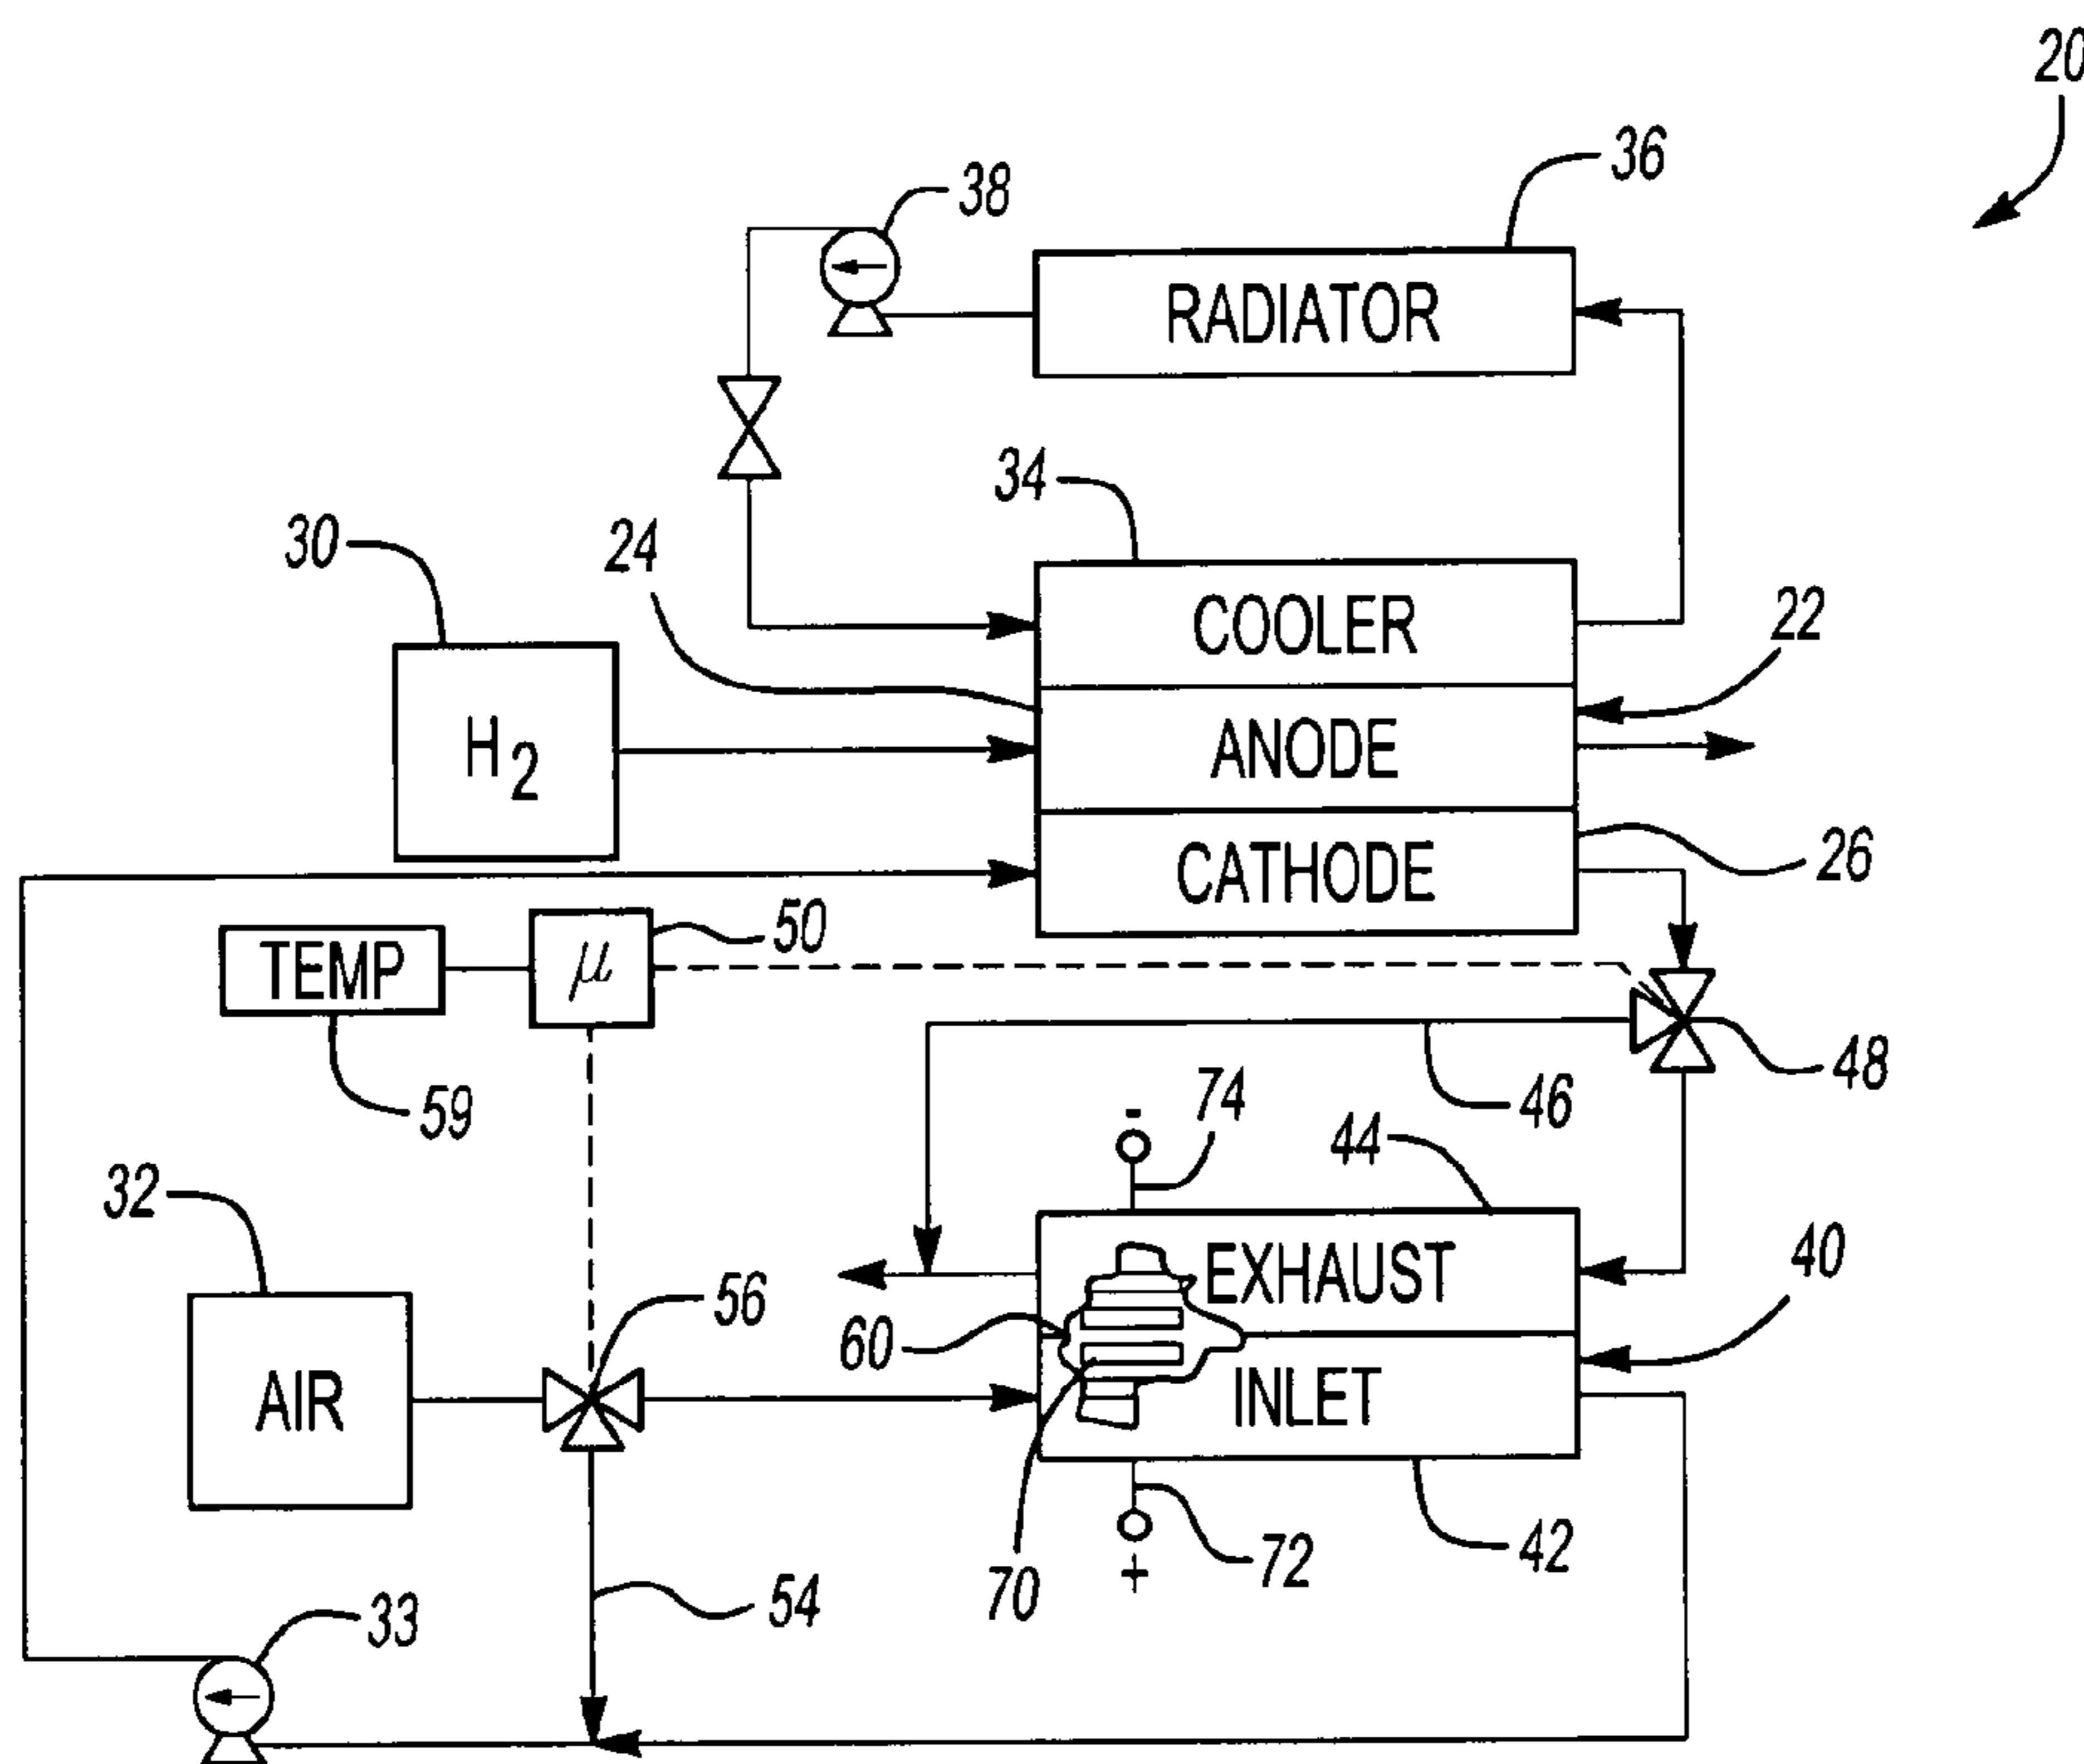 20
36
38
RADIATOR
34
30
24
COOLER
22
H2
ANODE
CATHODE
26
50
TEMP
μ
48
59
74
-
46
44
32
EXHAUST
40
56
60
AIR
INLET
42
72
70
+
54
33